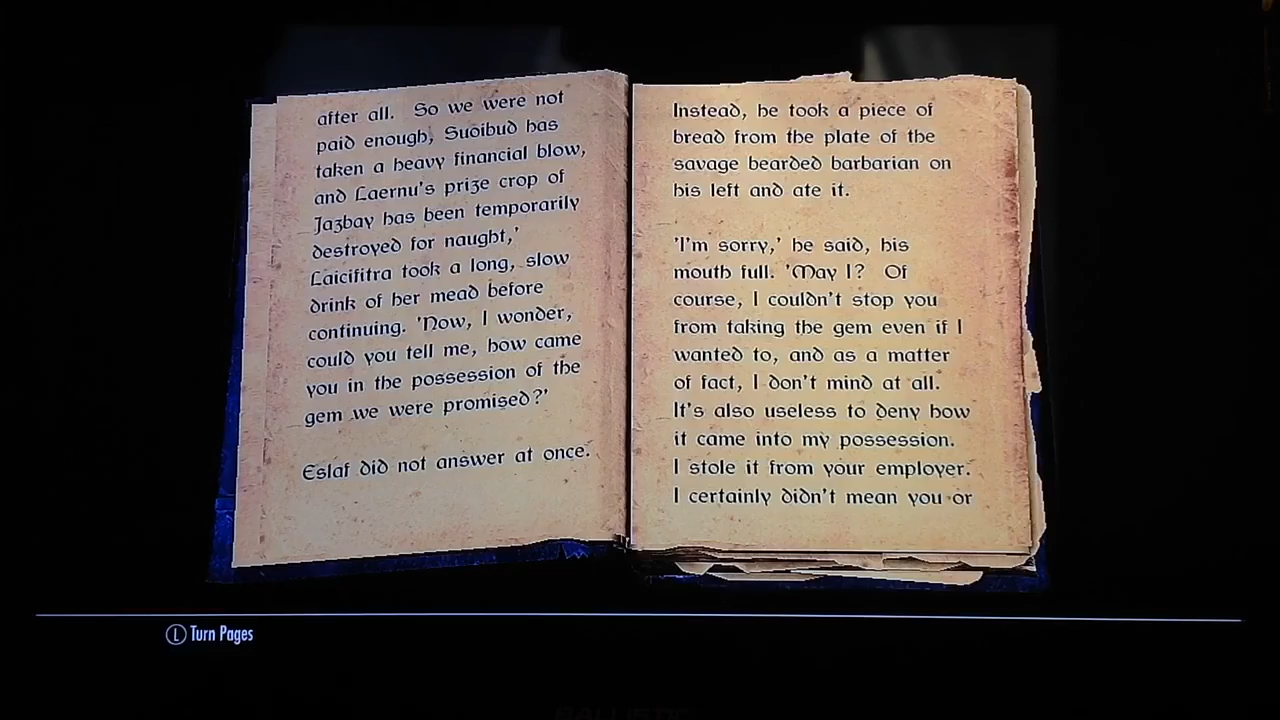 after all. So we were not
paid enough, Suoibud has
taken a heavy financial blow,
and Laernu's prize crop of
Jazbay has been temporarily
destroyed for naught,'
Laicifitra took a long, slow
drink of her mead before
continuing. 'Now, I wonder,
could you tell me, how came
you in the possession of the
gem we were promised?'
Eslaf did not answer at once.
Instead, he took a piece of
bread from the plate of the
savage bearded barbarian on
his left and ate it.
'I'm sorry,' he said, his
mouth full. 'May I? Of
course, I couldn't stop you
from taking the gem even if I
wanted to, and as a matter
of fact, I don't mind at all.
It's also useless to deny how
it came into my possession.
I stole it from your employer.
I certainly didn't mean you or
L Turn Pages